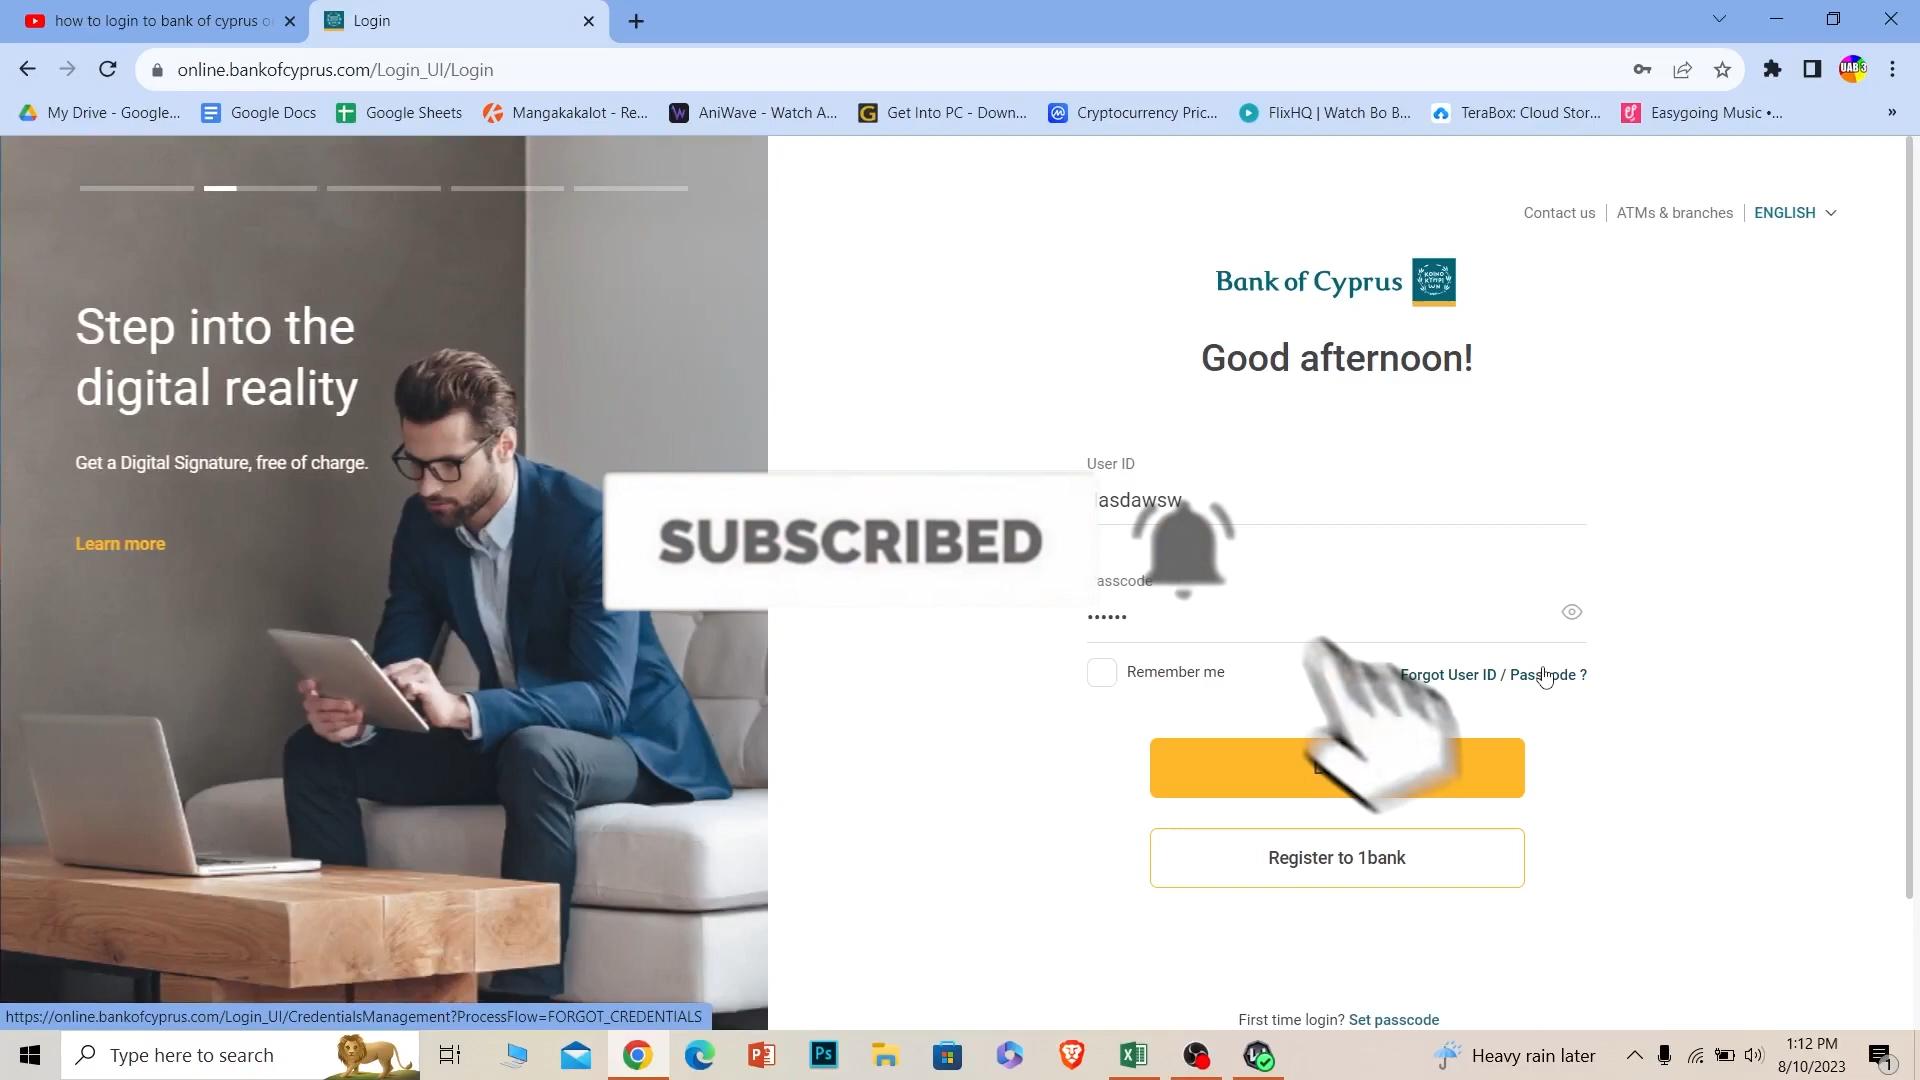 how to login to bank of cyprus o
Login
online.bankofcyprus.com/Login_UI/Login
UAB 3
My Drive - Google...
Google Docs
Google Sheets
Mangakakalot - Re...
AniWave - Watch A...
Get Into PC - Down...
Cryptocurrency Pric...
FlixHQ | Watch Bo B...
TeraBox: Cloud Stor...
Easygoing Music •...
»
Contact us
ATMs & branches
ENGLISH
Bank of Cyprus
Good afternoon!
Step into the
digital reality
Get a Digital Signature, free of charge.
Learn more
User ID
asdawsw
SUBSCRIBED
asscode
••••••
Remember me
Forgot User ID / Passcode ?
Register to 1bank
First time login? Set passcode
https://online.bankofcyprus.com/Login_UI/CredentialsManagement?ProcessFlow=FORGOT_CREDENTIALS
Type here to search
Ps
Heavy rain later
1:12 PM
8/10/2023
1